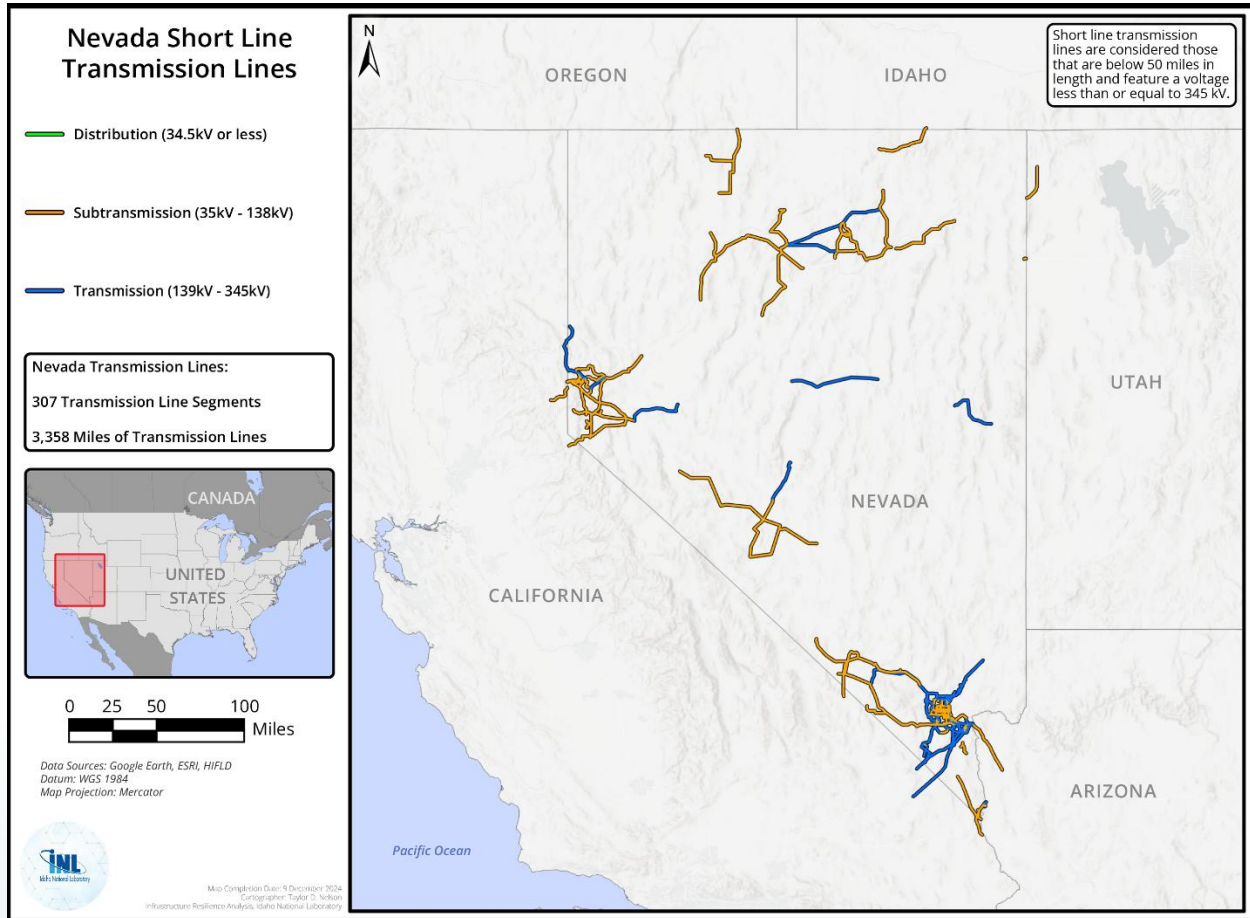 Nevada Short Line
Transmission Lines
Distribution (34.5kV or less)
Subtransmission (35kV - 138kV)
Transmission (139kV - 345kV)
Nevada Transmission Lines:
307 Transmission Line Segments
3,358 Miles of Transmission Lines
CANADA
UNITED
STATES
0 25 50 100
Miles
Data Sources: Google Earth, ESRI, HIFLD
Datum: WGS 1984
Map Projection: Mercator
INL
Idaho National Laboratory
Map Completion Date: 9 December 2024
Cartographer: Taylor D. Nelson
Infrastructure Resilience Analysis, Idaho National Laboratory
N
OREGON
IDAHO
Short line transmission
lines are considered those
that are below 50 miles in
length and feature a voltage
less than or equal to 345 kV.
UTAH
NEVADA
CALIFORNIA
ARIZONA
Pacific Ocean